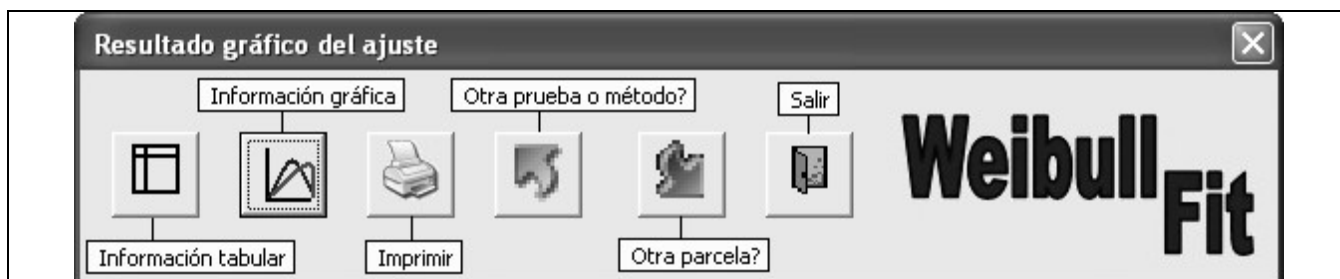 Resultado gráfico del ajuste
Información gráfica
Otra prueba o método?
Salir
Weibull
Fit
Información tabular
Imprimir
Otra parcela?